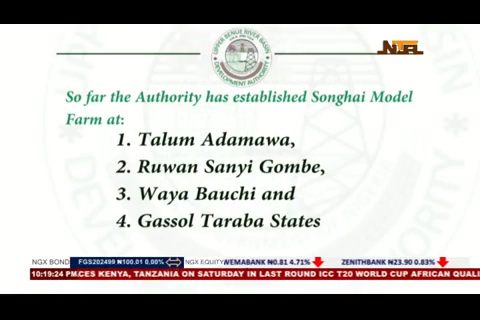 UPPER BENUE RIVER BASIN
DEVELOPMENT AUTHORITY
So far the Authority has established Songhai Model
Farm at:
1. Talum Adamawa,
2. Ruwan Sanyi Gombe,
3. Waya Bauchi and
4. Gassol Taraba States
NGX BOND FGS202499 ₦100.01 0.00% NGX EQUITY WEMABANK ₦0.81 4.71% ZENITHBANK ₦23.90 0.83%
10:19:24 PM CES KENYA, TANZANIA ON SATURDAY IN LAST ROUND ICC T20 WORLD CUP AFRICAN QUALI